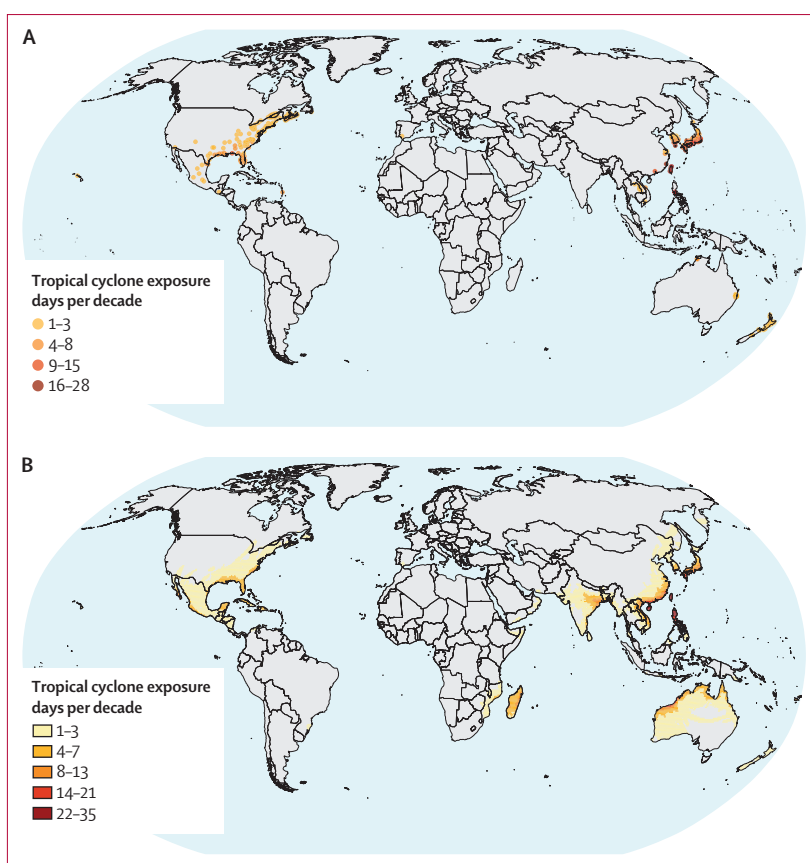 A
Tropical cyclone exposure
days per decade
1–3
4–8
9–15
16–28
B
Tropical cyclone exposure
days per decade
1–3
4–7
8–13
14–21
22–35